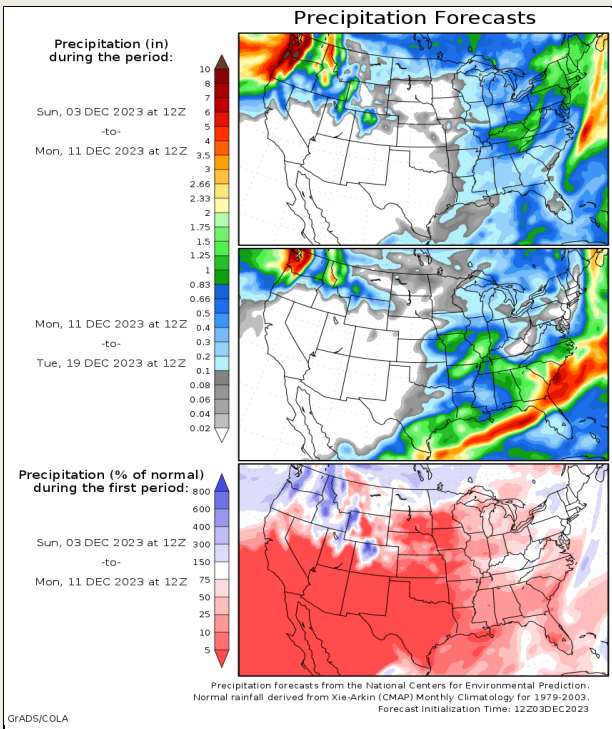 Precipitation Forecasts
Precipitation (in)
during the period:
Sun, 03 DEC 2023 at 12Z
-to-
Mon, 11 DEC 2023 at 12Z
10
8
7
6
5
4
3.5
3
2.66
2.33
2
1.75
1.5
1.25
1
0.83
0.66
0.5
0.4
0.3
0.2
0.1
0.08
0.06
0.04
0.02
Mon, 11 DEC 2023 at 12Z
-to-
Tue, 19 DEC 2023 at 12Z
Precipitation (% of normal)
during the first period:
Sun, 03 DEC 2023 at 12Z
-to-
Mon, 11 DEC 2023 at 12Z
800
600
400
300
150
75
50
25
10
5
Precipitation forecasts from the National Centers for Environmental Prediction.
Normal rainfall derived from Xie-Arkin (CMAP) Monthly Climatology for 1979-2003.
Forecast Initialization Time: 12Z03DEC2023
GrADS/COLA